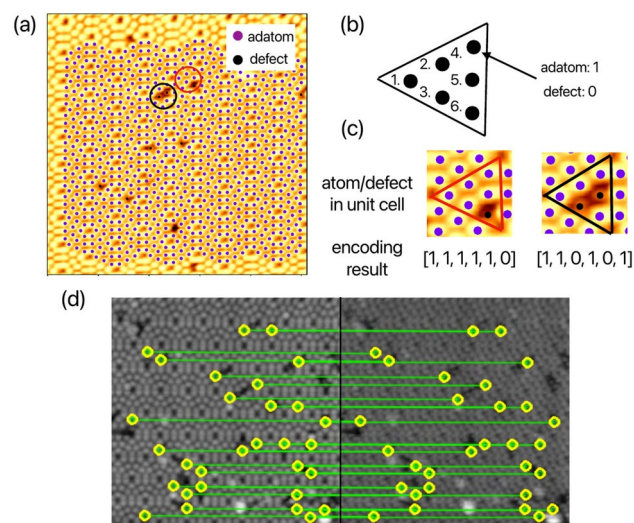 (a)
adatom
defect
(b)
1.
2.
3.
4.
5.
6.
adatom: 1
defect: 0
(c)
atom/defect
in unit cell
encoding
result
[1, 1, 1, 1, 1, 0]
[1, 1, 0, 1, 0, 1]
(d)